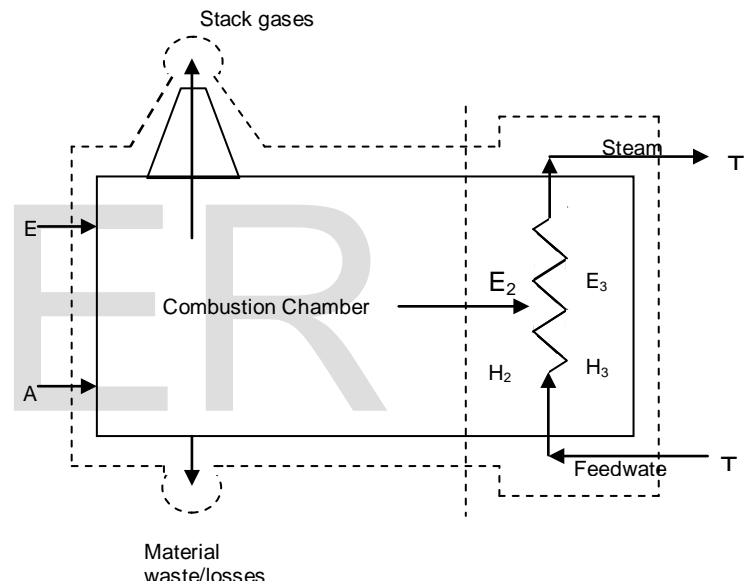 Stack gases
Steam
T
E
Combustion Chamber
E₂
E₃
A
H₂
H₃
Feedwate
T
Material
waste/losses
ER